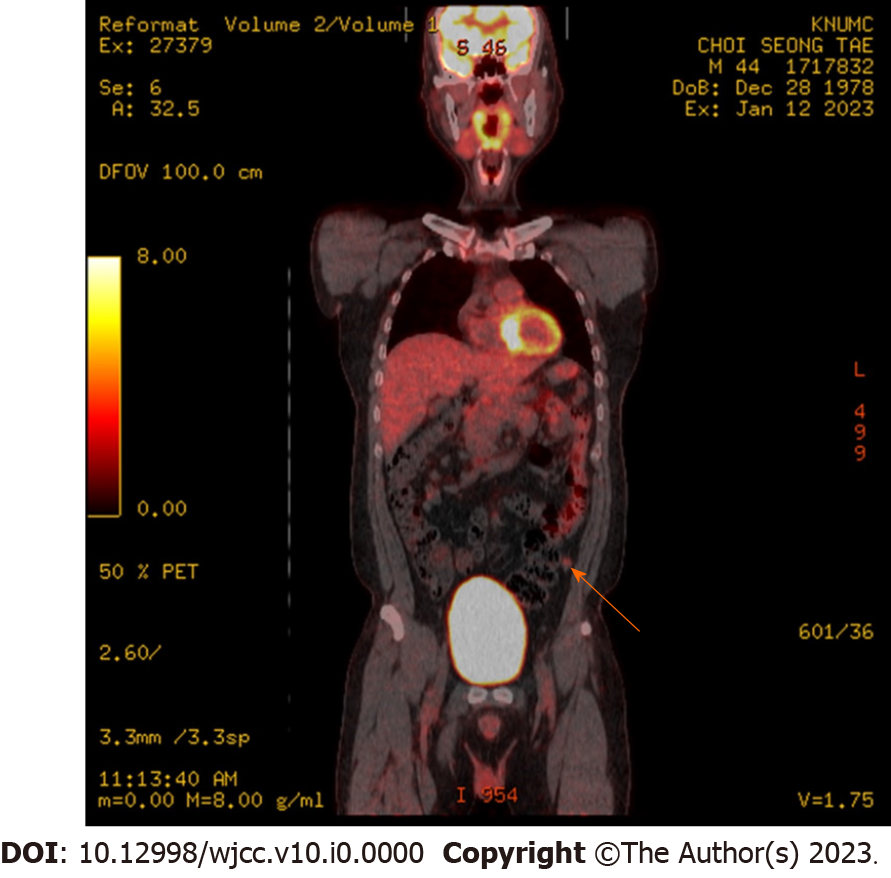 Reformat Volume 2/Volume 1
Ex: 27379
Se: 6
A: 32.5
DFOV 100.0 cm
S 46
KNUMC
CHOI SEONG TAE
M 44 1717832
DoB: Dec 28 1978
Ex: Jan 12 2023
8.00
0.00
L
4
9
9
50 % PET
2.60/
601/36
3.3mm /3.3sp
11:13:40 AM
m=0.00 M=8.00 g/ml
I 954
V=1.75
DOI: 10.12998/wjcc.v10.i0.0000 Copyright ©The Author(s) 2023.